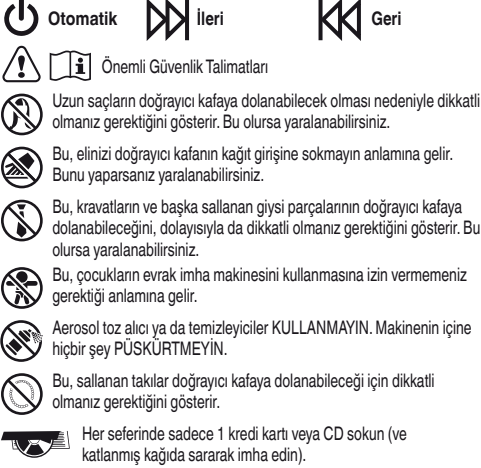 Otomatik İleri Geri
Önemli Güvenlik Talimatları
Uzun saçların doğrayıcı kafaya dolanabilecek olması nedeniyle dikkatli
olmanız gerektiğini gösterir. Bu olursa yaralanabilirsiniz.
Bu, elinizi doğrayıcı kafanın kağıt girişine sokmayın anlamına gelir.
Bunu yaparsanız yaralanabilirsiniz.
Bu, kravatların ve başka sallanan giysi parçalarının doğrayıcı kafaya
dolanabileceğini, dolayısıyla da dikkatli olmanız gerektiğini gösterir. Bu
olursa yaralanabilirsiniz.
Bu, çocukların evrak imha makinesini kullanmasına izin vermemeniz
gerektiği anlamına gelir.
Aerosol toz alıcı ya da temizleyiciler KULLANMAYIN. Makinenin içine
hiçbir şey PÜSKÜRTMEYİN.
Bu, sallanan takılar doğrayıcı kafaya dolanabileceği için dikkatli
olmanız gerektiğini gösterir.
Her seferinde sadece 1 kredi kartı veya CD sokun (ve
katlanmış kağıda sararak imha edin).